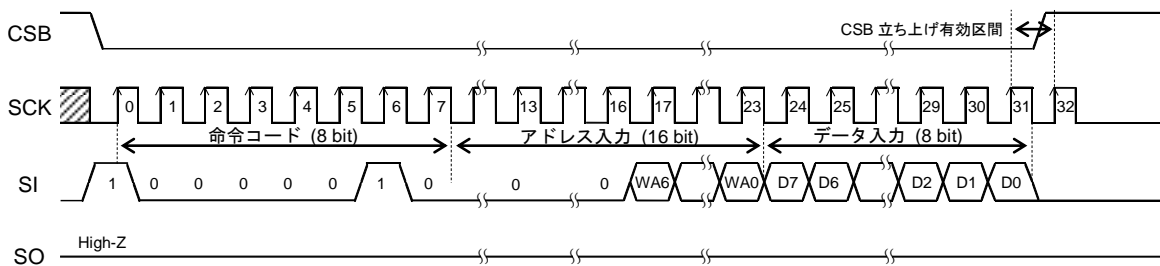 CSB
CSB 立ち上げ有効区間
SCK
0 1 2 3 4 5 6 7 13 16 17 23 24 25 29 30 31 32
命令コード (8 bit) アドレス入力 (16 bit) データ入力 (8 bit)
SI
1 0 0 0 0 0 1 0 0 0 WA6 WA0 D7 D6 D2 D1 D0
High-Z
SO